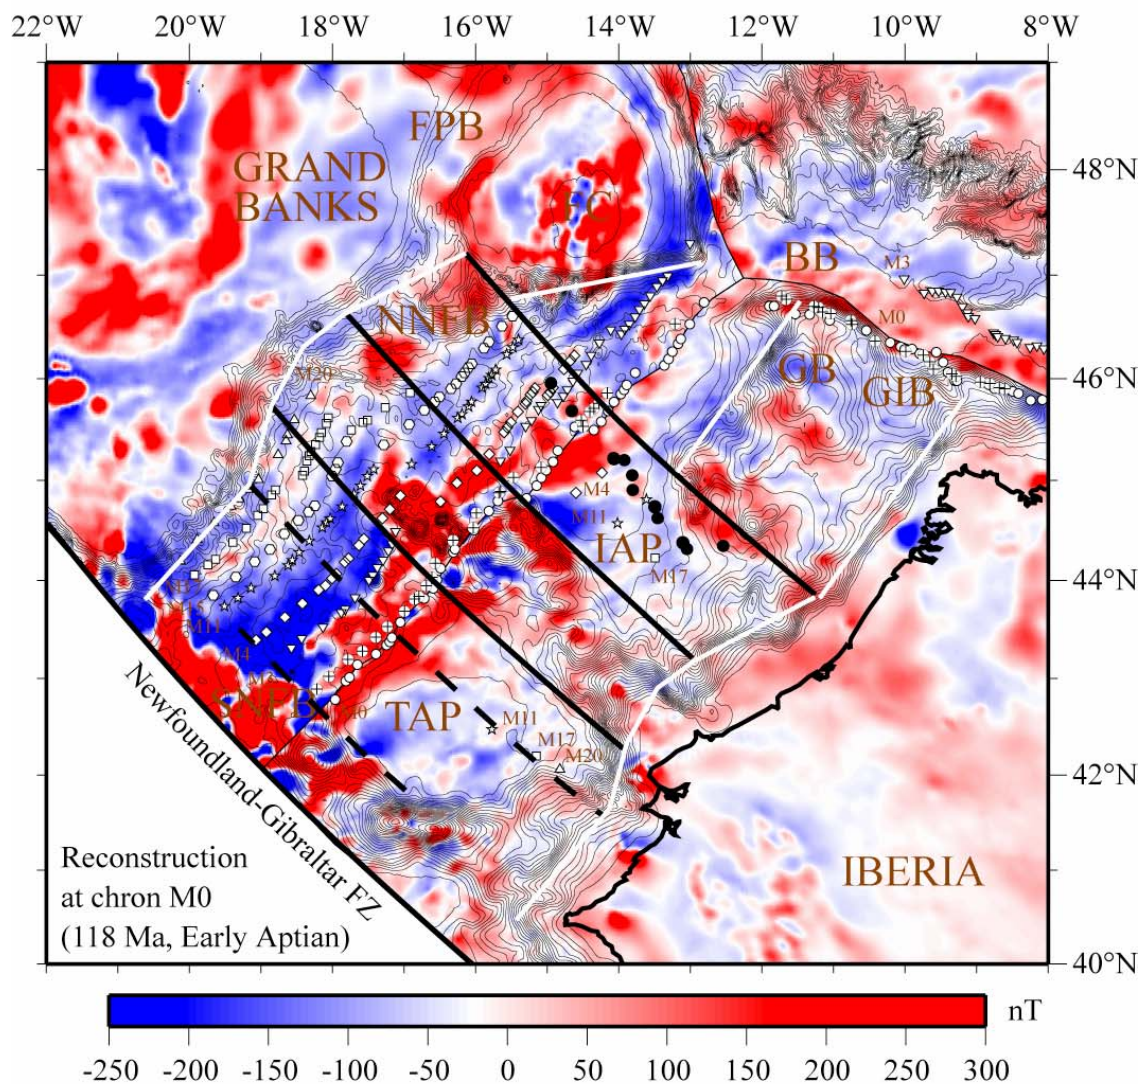 22°W 20°W 18°W 16°W 14°W 12°W 10°W 8°W
FPB
GRAND
BANKS
FC
48°N
BB
M3
M0
NNFB
GB
GIB
46°N
M20
M4
M11
IAP
M17
44°N
M17
M15
M11
M4
M3
M0
SNFB
TAP
M11
M17
M20
42°N
Newfoundland-Gibraltar FZ
IBERIA
Reconstruction
at chron M0
(118 Ma, Early Aptian)
40°N
nT
-250 -200 -150 -100 -50 0 50 100 150 200 250 300